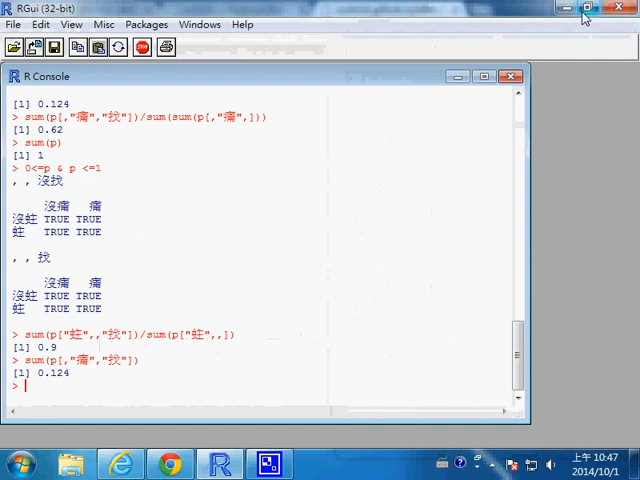 RGui (32-bit)
File Edit View Misc Packages Windows Help
R Console
[1] 0.124
> sum(p[,"痛","找"])/sum(sum(p[,"痛",]))
[1] 0.62
> sum(p)
[1] 1
> 0<=p & p <=1
, , 沒找
沒痛 痛
沒蛀 TRUE TRUE
蛀 TRUE TRUE
, , 找
沒痛 痛
沒蛀 TRUE TRUE
蛀 TRUE TRUE
> sum(p["蛀",,"找"])/sum(p["蛀",,])
[1] 0.9
> sum(p[,"痛","找"])
[1] 0.124
>
上午 10:47
2014/10/1